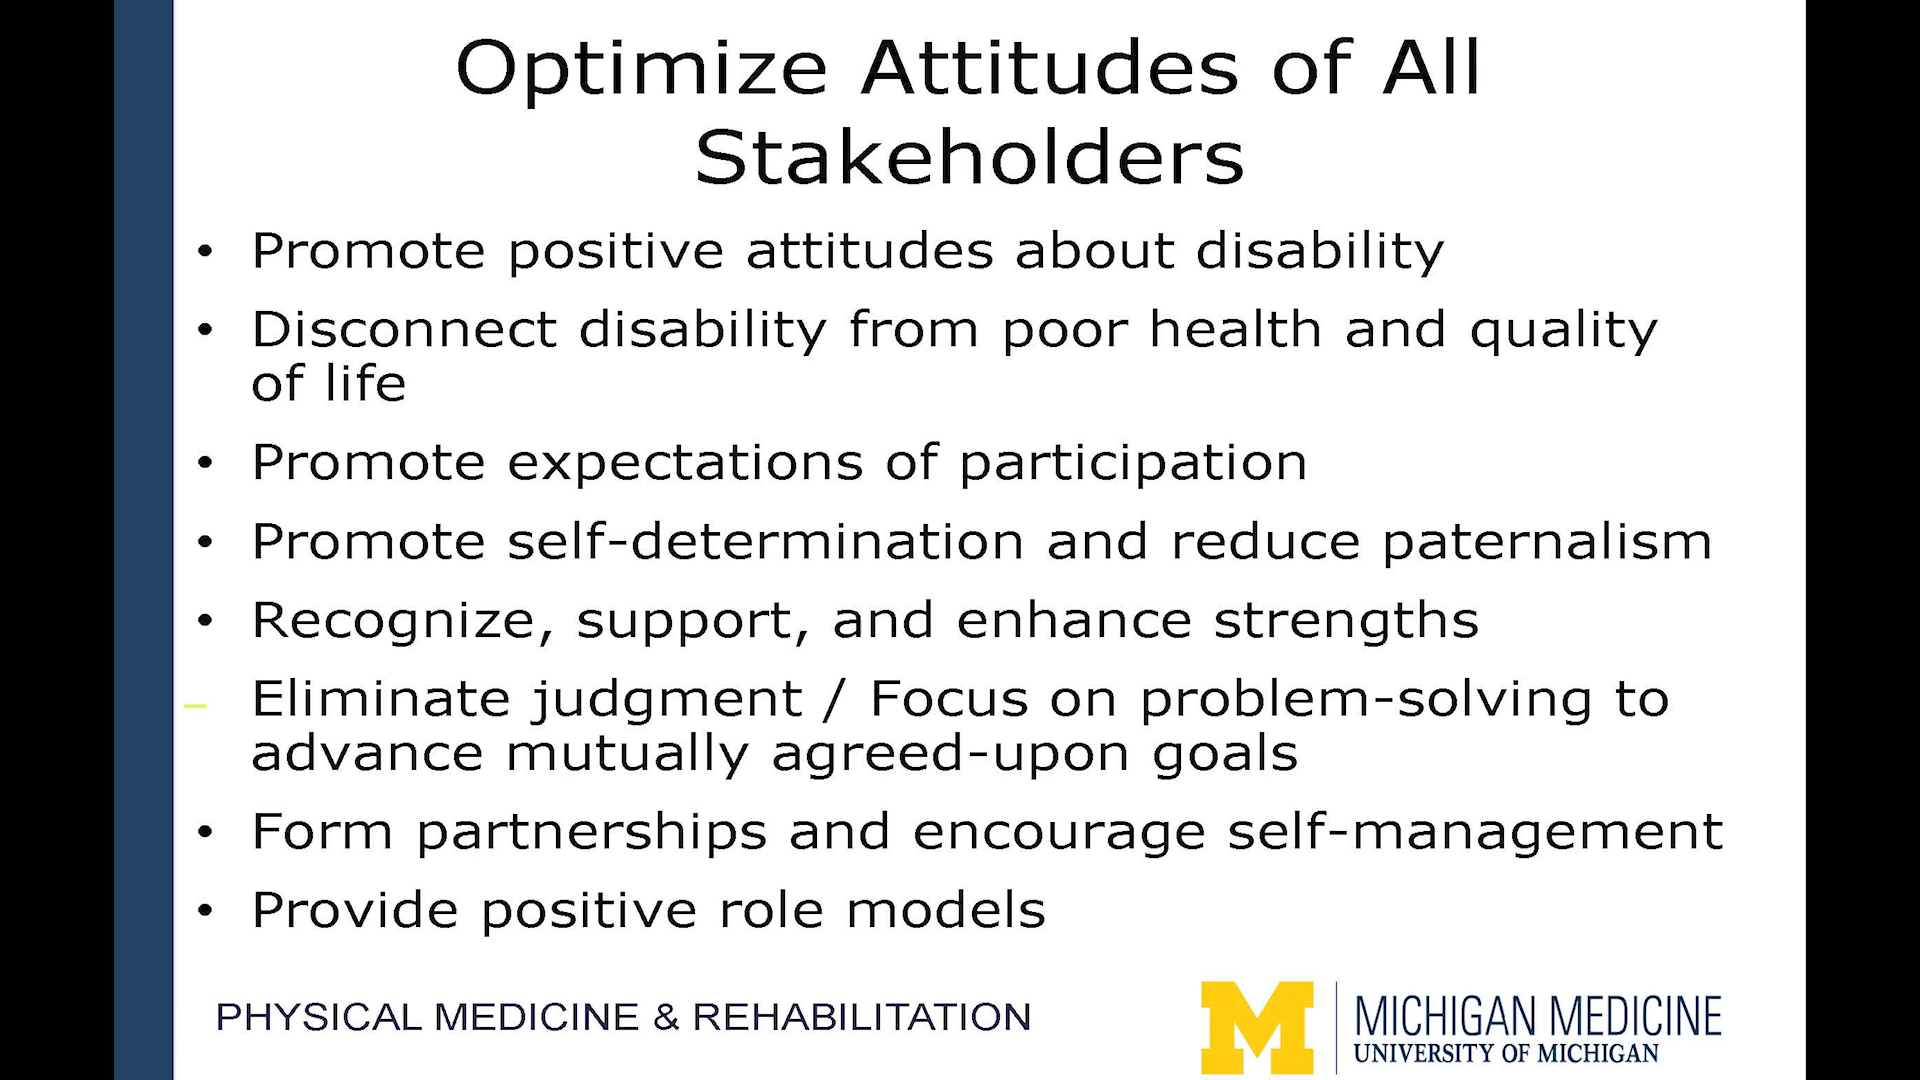 Optimize Attitudes of All
Stakeholders
• Promote positive attitudes about disability
• Disconnect disability from poor health and quality
of life
• Promote expectations of participation
• Promote self-determination and reduce paternalism
• Recognize, support, and enhance strengths
– Eliminate judgment / Focus on problem-solving to
advance mutually agreed-upon goals
• Form partnerships and encourage self-management
• Provide positive role models
PHYSICAL MEDICINE & REHABILITATION
M
MICHIGAN MEDICINE
UNIVERSITY OF MICHIGAN